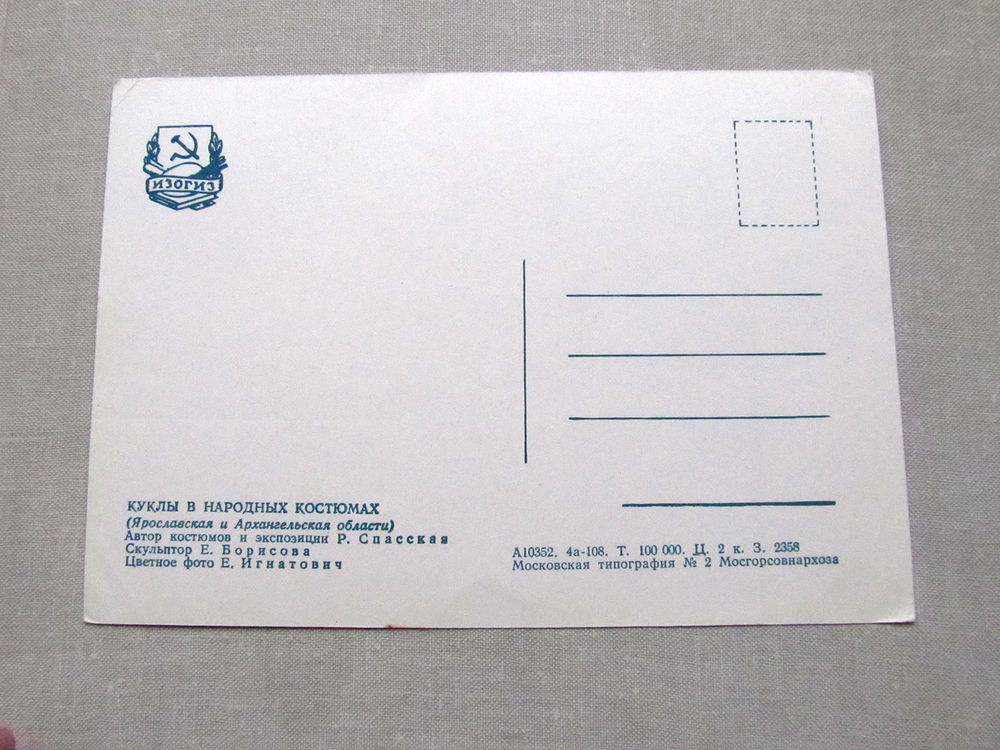 ИЗОГИЗ
КУКЛЫ В НАРОДНЫХ КОСТЮМАХ
(Ярославская и Архангельская области)
Автор костюмов и экспозиции Р. Спасская
Скульптор Е. Борисова
Цветное фото Е. Игнатович
А10352. 4а-108. Т. 100 000. Ц. 2 к. З. 2358
Московская типография № 2 Мосгорсовнархоза